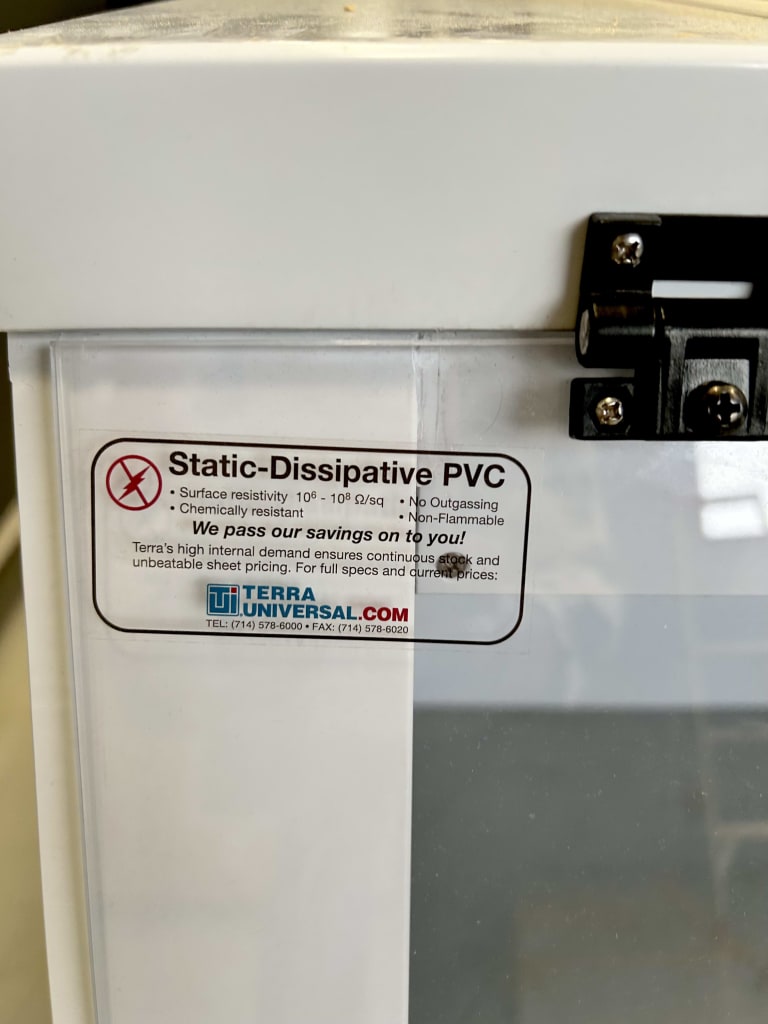 Static-Dissipative PVC
• Surface resistivity 10⁶ - 10⁸ Ω/sq • No Outgassing
• Chemically resistant • Non-Flammable
We pass our savings on to you!
Terra's high internal demand ensures continuous stock and
unbeatable sheet pricing. For full specs and current prices:
TERRA
UNIVERSAL.COM
TEL: (714) 578-6000 • FAX: (714) 578-6020